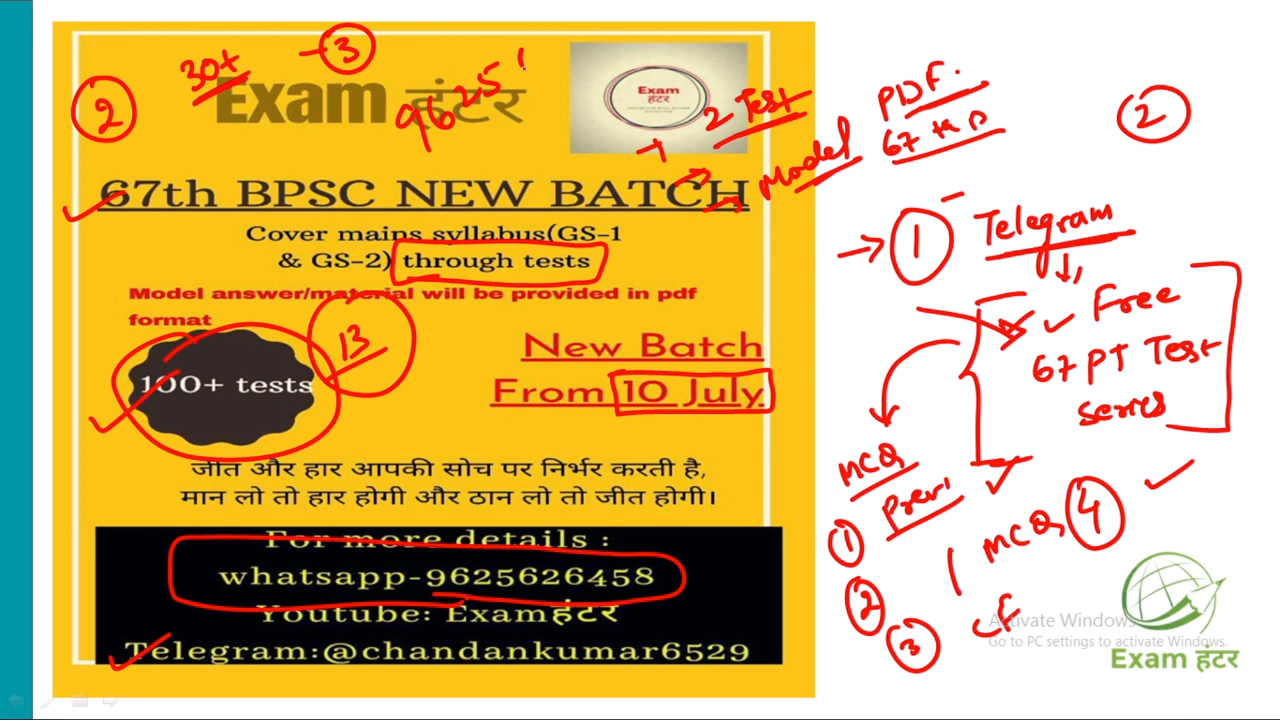 30+
3
2
Exam हंटर
9625
Exam
हंटर
+ 2 Test
Model
PDF.
67 th
2
67th BPSC NEW BATCH
Cover mains syllabus(GS-1
& GS-2) through tests
Model answer/material will be provided in pdf
format
13
100+ tests
New Batch
From 10 July
जीत और हार आपकी सोच पर निर्भर करती है,
मान लो तो हार होगी और ठान लो तो जीत होगी।
For more details :
whatsapp-9625626458
Youtube: Examहंटर
Telegram:@chandankumar6529
1 Telegram
Free
67 PT Test
Series
MCQ
Previ
1
MCQ 4
2
3
Activate Windows
Go to PC settings to activate Windows.
Exam हंटर